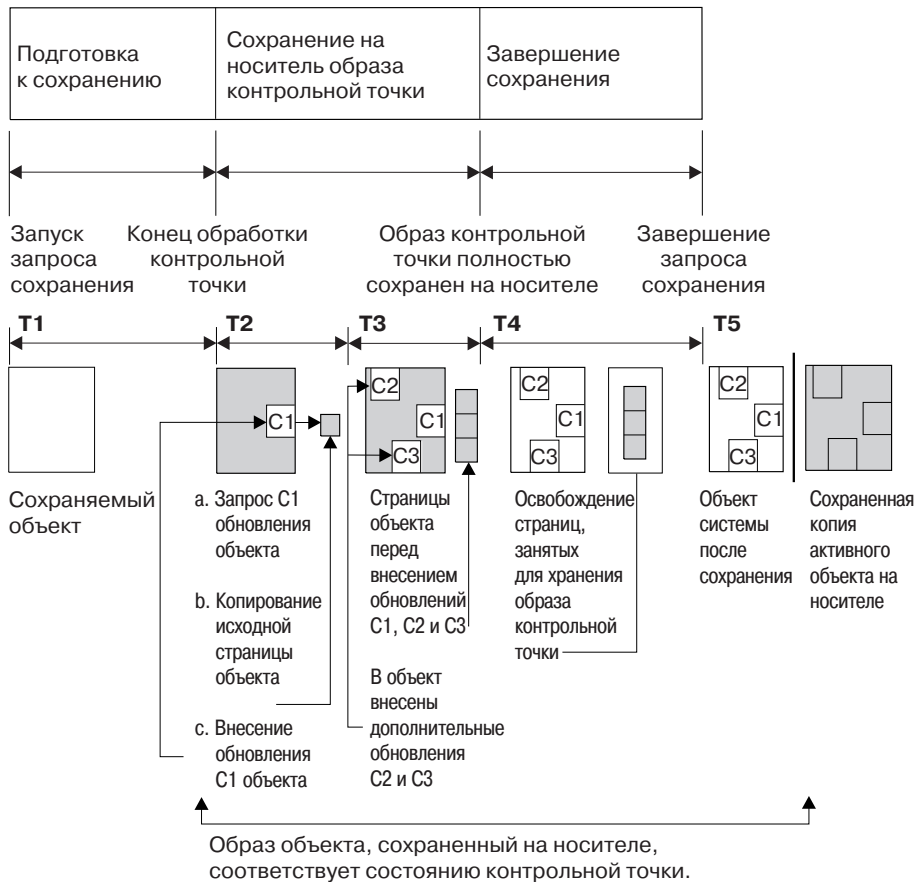 Подготовка
к сохранению
Сохранение на
носитель образа
контрольной точки
Завершение
сохранения
Запуск
запроса
сохранения
Конец обработки
контрольной
точки
Образ контрольной
точки полностью
сохранен на носителе
Завершение
запроса
сохранения
T1
T2
T3
T4
T5
C1
C2
C1
C3
C2
C1
C3
C2
C1
C3
Сохраняемый
объект
a. Запрос C1
обновления
объекта
b. Копирование
исходной
страницы
объекта
c. Внесение
обновления
C1 объекта
Страницы
объекта
перед
внесением
обновлений
C1, C2 и C3
В объект
внесены
дополнительные
обновления
C2 и C3
Освобождение
страниц,
занятых
для хранения
образа
контрольной
точки
Объект
системы
после
сохранения
Сохраненная
копия
активного
объекта на
носителе
Образ объекта, сохраненный на носителе,
соответствует состоянию контрольной точки.